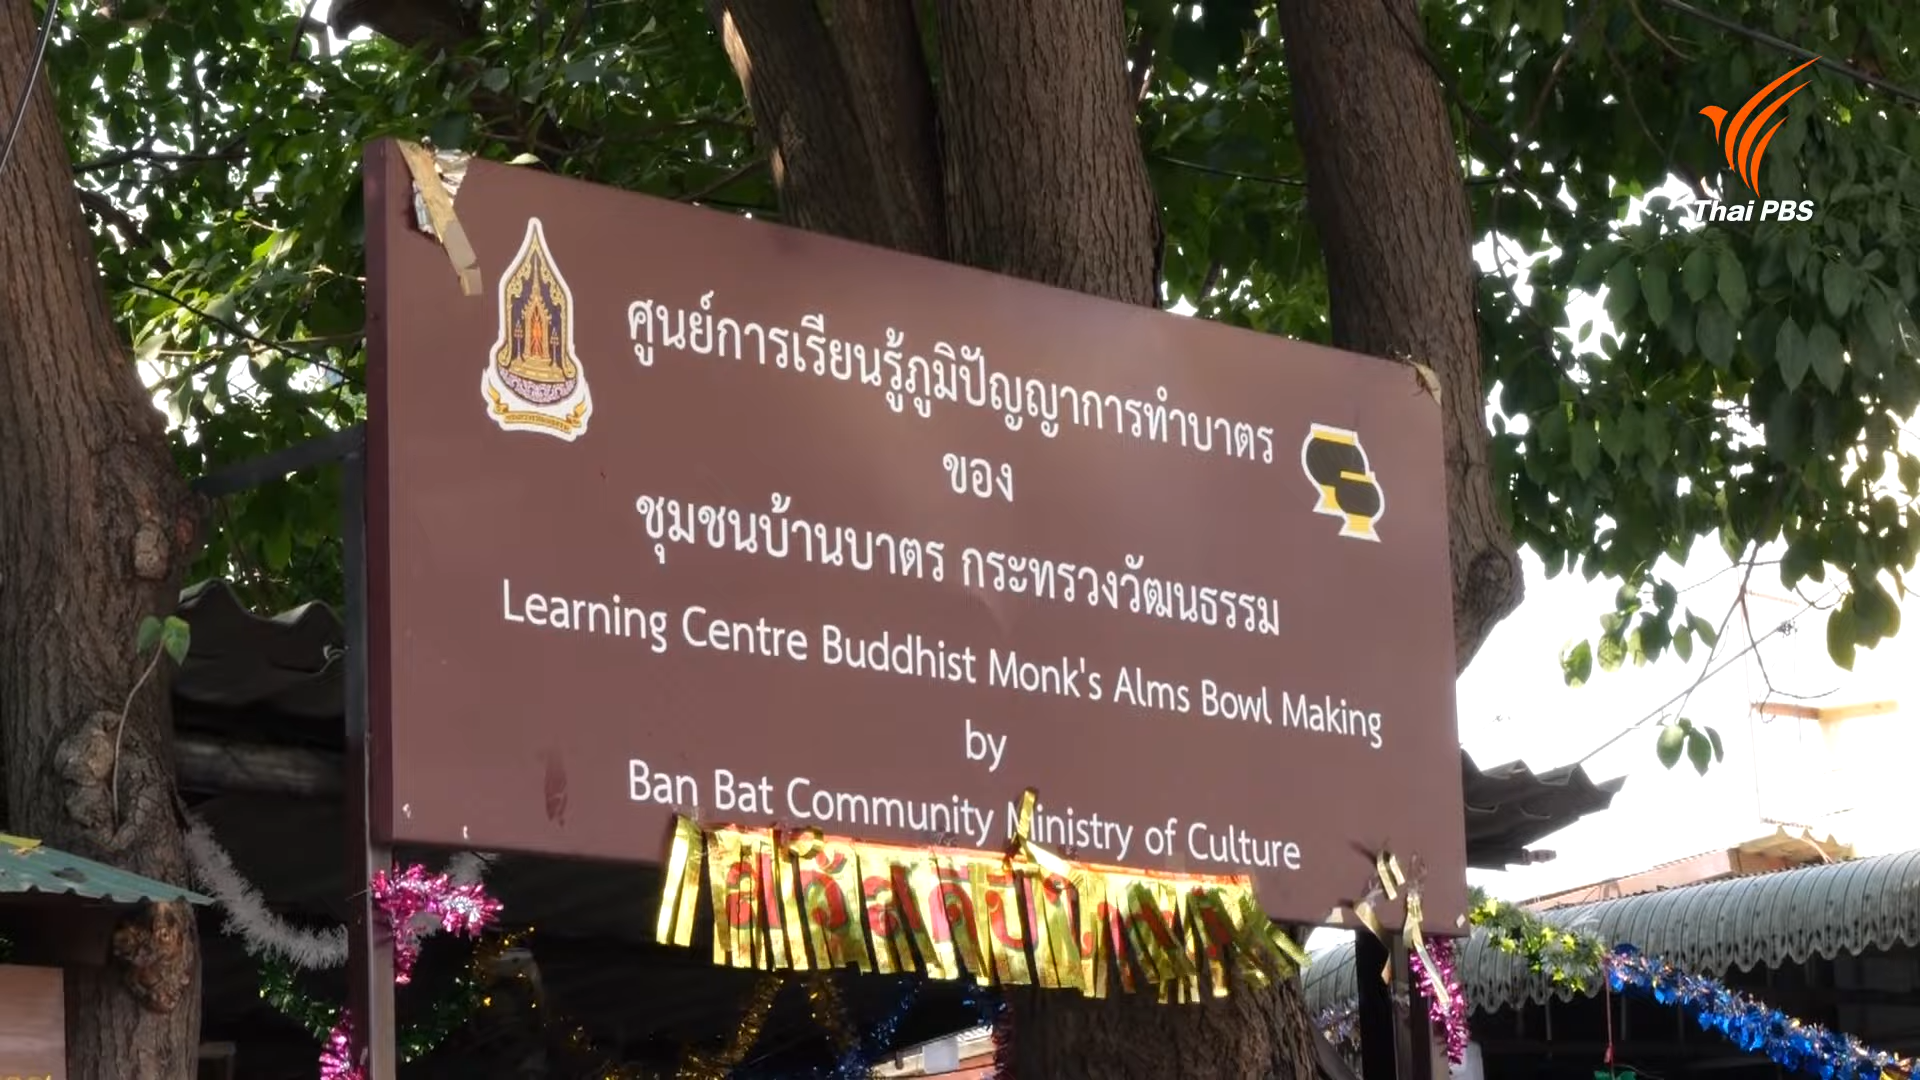 Thai PBS
ศูนย์การเรียนรู้ภูมิปัญญาการทำบาตร
ของ
ชุมชนบ้านบาตร กระทรวงวัฒนธรรม
Learning Centre Buddhist Monk's Alms Bowl Making
by
Ban Bat Community Ministry of Culture